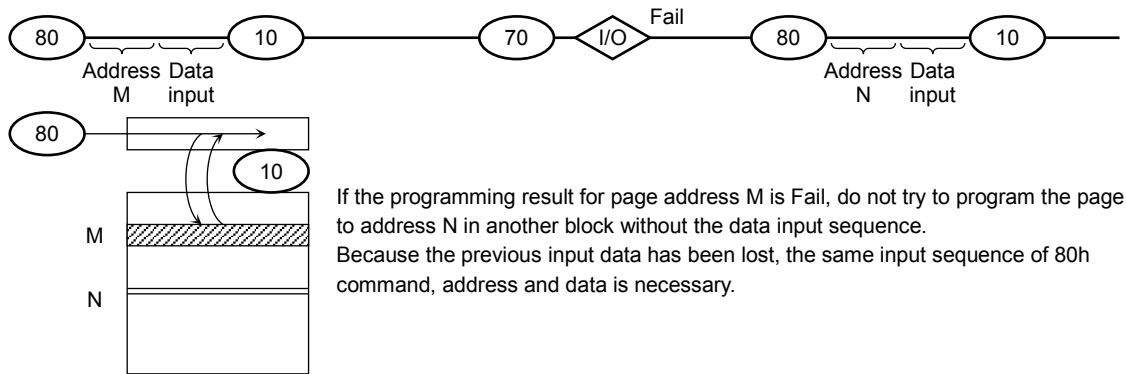 Fail
80 10 70 I/O 80 10
Address Data Address Data
M input N input
80
10
If the programming result for page address M is Fail, do not try to program the page
M
to address N in another block without the data input sequence.
Because the previous input data has been lost, the same input sequence of 80h
N
command, address and data is necessary.